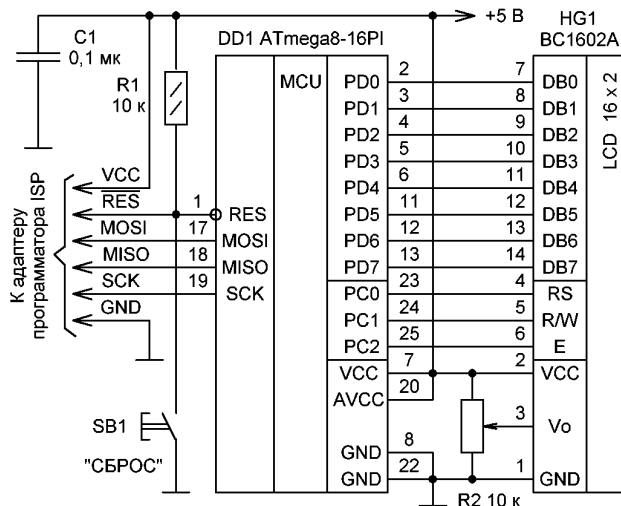 C1
0,1 мк
R1
10 к
DD1 ATmega8-16PI
+5 В
HG1
BC1602A
MCU
LCD 16 x 2
PD0 2 7 DB0
PD1 3 8 DB1
PD2 4 9 DB2
PD3 5 10 DB3
PD4 6 11 DB4
PD5 11 12 DB5
PD6 12 13 DB6
PD7 13 14 DB7
PC0 23 4 RS
PC1 24 5 R/W
PC2 25 6 E
VCC 7 2 VCC
AVCC 20
3 Vo
GND 8
GND 22 1 GND
R2 10 к
К адаптеру
программатора ISP
VCC
RES 1 RES
MOSI 17 MOSI
MISO 18 MISO
SCK 19 SCK
GND
SB1
"СБРОС"